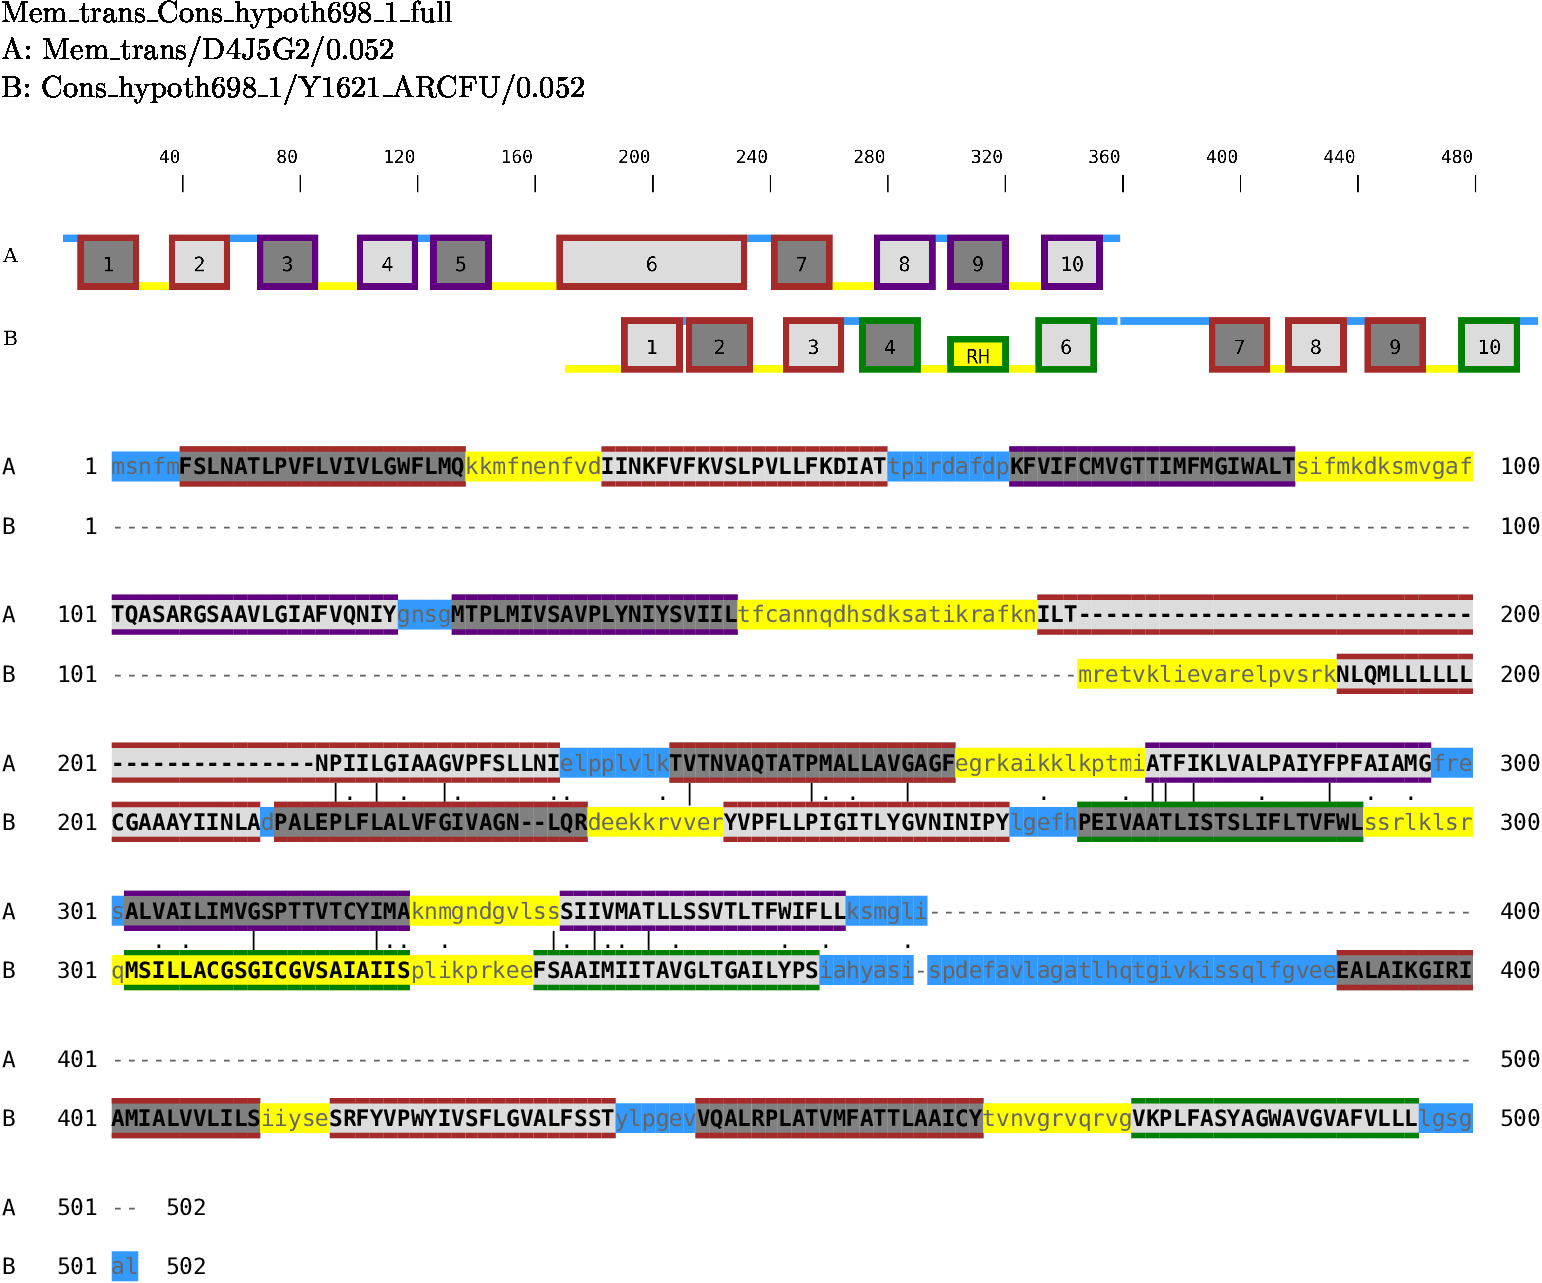 Mem_trans_Cons_hypoth698_1_full
A: Mem_trans/D4J5G2/0.052
B: Cons_hypoth698_1/Y1621_ARCFU/0.052
40 80 120 160 200 240 280 320 360 400 440 480
A 1 2 3 4 5 6 7 8 9 10
B 1 2 3 4 RH 6 7 8 9 10
A 1 msnfmFSLNATLPVFLVIVLGWFLMQkkmfnenfvdIINKFVFKVSLPVLLFKDIATtpirdafdpKFVIFCMVGTTIMFMGIWALTsifmkdksmvgaf 100
B 1 ---------------------------------------------------------------------------------------------------- 100
A 101 TQASARGSAAVLGIAFVQNIYgnsgMTPLMIVSAVPLYNIYSVIILtfcannqdhsdksatikrafknILT----------------------------- 200
B 101 -----------------------------------------------------------------------mretvklievarelpvsrkNLQMLLLLLL 200
A 201 ---------------NPIILGIAAGVPFSLLNIelpplvlkTVTNVAQTATPMALLAVGAGFegrkaikklkptmiATFIKLVALPAIYFPFAIAMGfre 300
B 201 CGAAAYIINLAdPALEPLFLALVFGIVAGN--LQRdeekkrvverYVPFLLPIGITLYGVNINIPYlgefhPEIVAATLISTSLIFLTVFWLssrlklsr 300
A 301 sALVAILIMVGSPTTVTCYIMAknmgndgvlssSIIVMATLLSSVTLTFWIFLLksmgli---------------------------------------- 400
B 301 qMSILLACGSGICGVSAIAIISplikprkeeFSAAIMIITAVGLTGAILYPSiahyasi-spdefavlagatlhqtgivkissqlfgveeEALAIKGIRI 400
A 401 ---------------------------------------------------------------------------------------------------- 500
B 401 AMIALVVLILSiiyseSRFYVPWYIVSFLGVALFSSTylpgevVQALRPLATVMFATTLAAICYtvnvgrvqrvgVKPLFASYAGWAVGVAFVLLLlgsg 500
A 501 -- 502
B 501 al 502